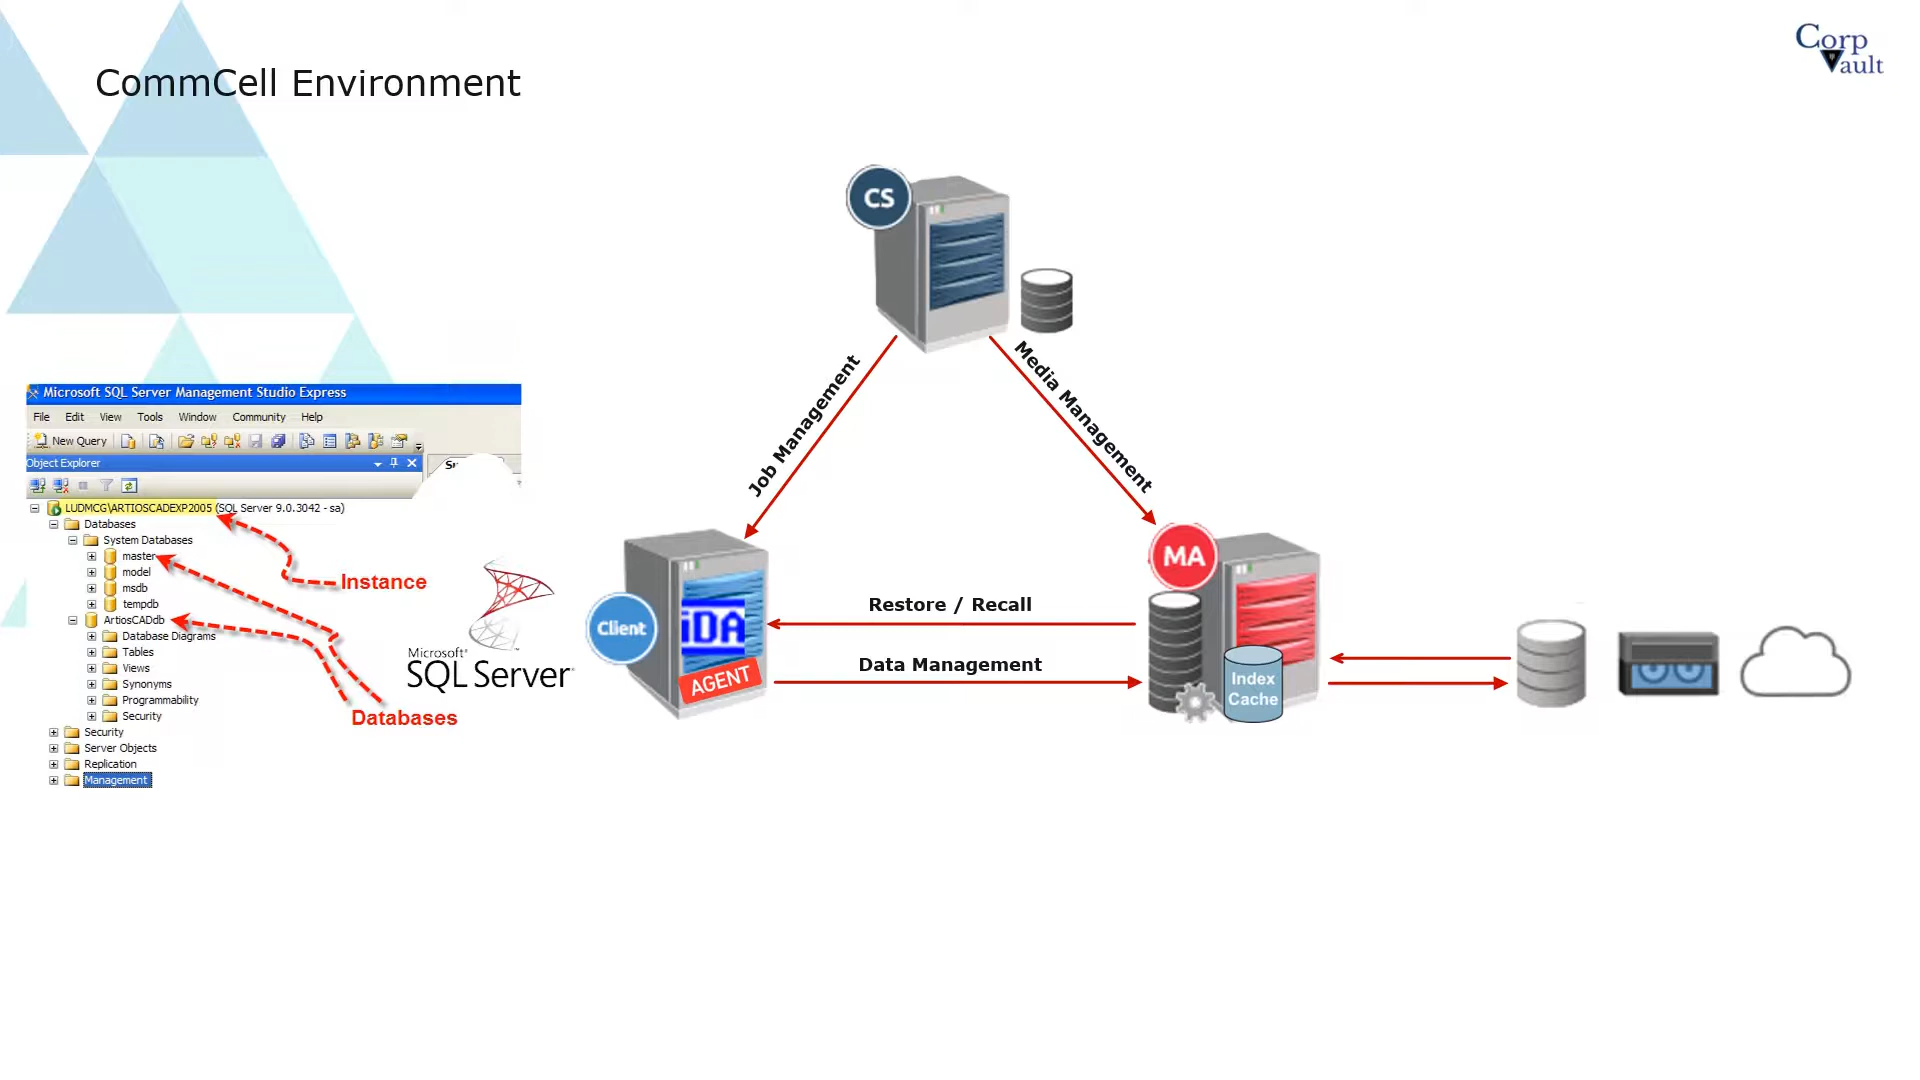 CommCell Environment
Corp
Vault
CS
Job Management
Media Management
Microsoft SQL Server Management Studio Express
File Edit View Tools Window Community Help
New Query
Object Explorer
LUDMCG\ARTIOSCADEXP2005 (SQL Server 9.0.3042 - sa)
Databases
System Databases
master
model
msdb
tempdb
ArtiosCADdb
Database Diagrams
Tables
Views
Synonyms
Programmability
Security
Security
Server Objects
Replication
Management
Instance
Databases
Microsoft®
SQL Server®
Client
iDA
AGENT
Restore / Recall
Data Management
MA
Index
Cache